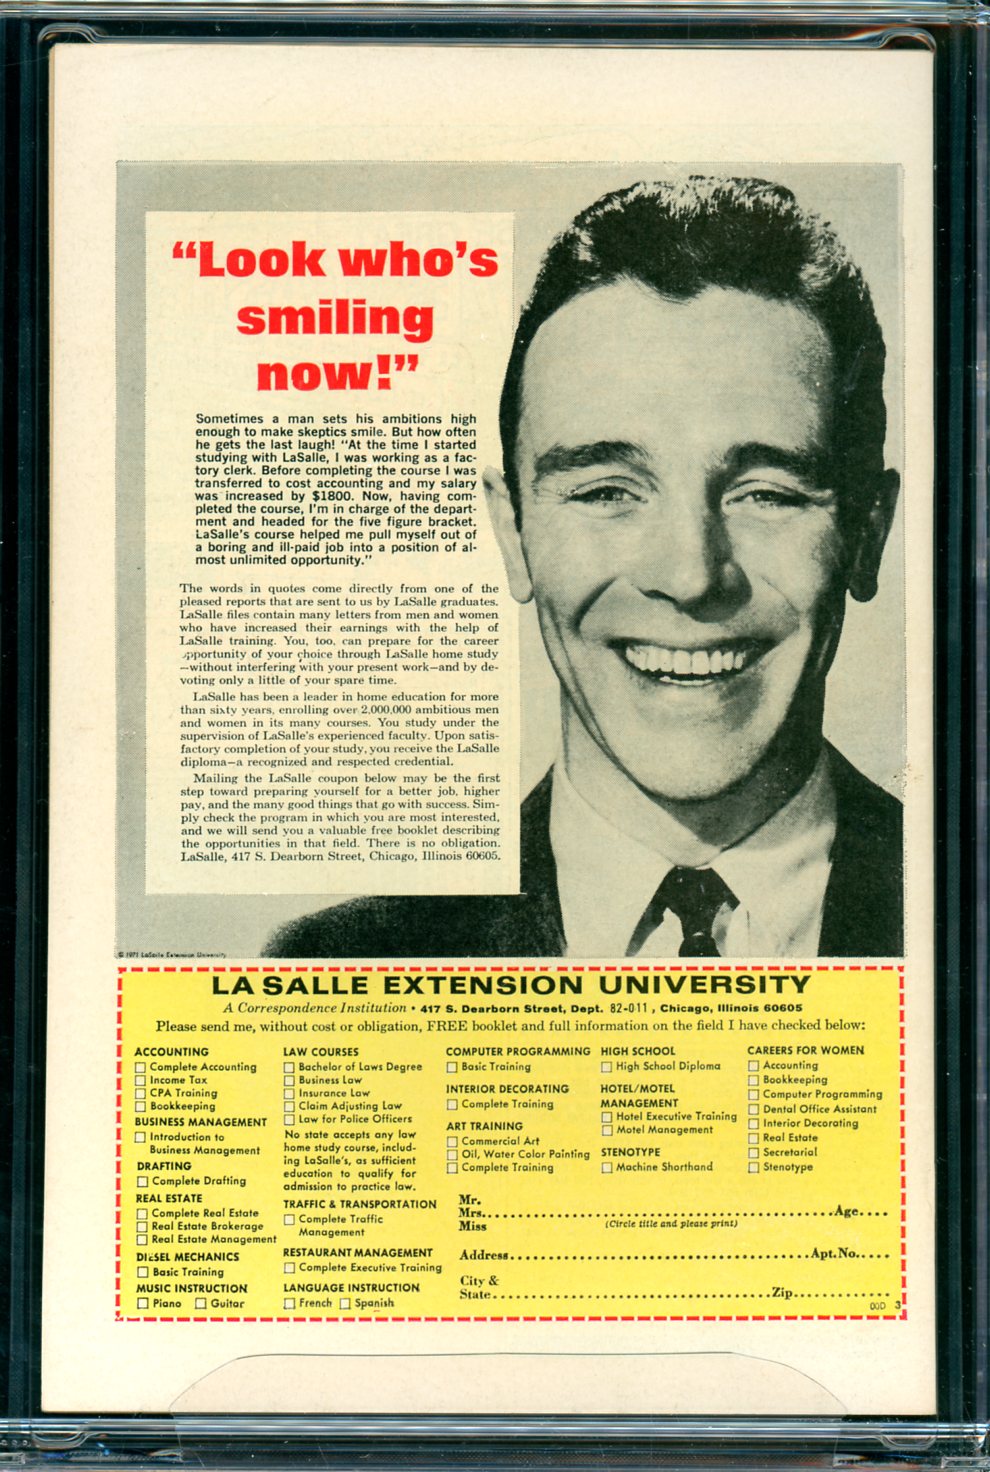 “Look who’s
smiling
now!”
Sometimes a man sets his ambitions high
enough to make skeptics smile. But how often
he gets the last laugh! “At the time I started
studying with LaSalle, I was working as a fac-
tory clerk. Before completing the course I was
transferred to cost accounting and my salary
was increased by $1800. Now, having com-
pleted the course, I’m in charge of the depart-
ment and headed for the five figure bracket.
LaSalle’s course helped me pull myself out of
a boring and ill-paid job into a position of al-
most unlimited opportunity.”
The words in quotes come directly from one of the
pleased reports that are sent to us by LaSalle graduates.
LaSalle files contain many letters from men and women
who have increased their earnings with the help of
LaSalle training. You, too, can prepare for the career
opportunity of your choice through LaSalle home study
—without interfering with your present work—and by de-
voting only a little of your spare time.
LaSalle has been a leader in home education for more
than sixty years, enrolling over 2,000,000 ambitious men
and women in its many courses. You study under the
supervision of LaSalle’s experienced faculty. Upon satis-
factory completion of your study, you receive the LaSalle
diploma—a recognized and respected credential.
Mailing the LaSalle coupon below may be the first
step toward preparing yourself for a better job, higher
pay, and the many good things that go with success. Sim-
ply check the program in which you are most interested,
and we will send you a valuable free booklet describing
the opportunities in that field. There is no obligation.
LaSalle, 417 S. Dearborn Street, Chicago, Illinois 60605.
© 1971 LaSalle Extension University
LA SALLE EXTENSION UNIVERSITY
A Correspondence Institution • 417 S. Dearborn Street, Dept. 82-011, Chicago, Illinois 60605
Please send me, without cost or obligation, FREE booklet and full information on the field I have checked below:
ACCOUNTING
Complete Accounting
Income Tax
CPA Training
Bookkeeping
BUSINESS MANAGEMENT
Introduction to
Business Management
DRAFTING
Complete Drafting
REAL ESTATE
Complete Real Estate
Real Estate Brokerage
Real Estate Management
DIESEL MECHANICS
Basic Training
MUSIC INSTRUCTION
Piano Guitar
LAW COURSES
Bachelor of Laws Degree
Business Law
Insurance Law
Claim Adjusting Law
Law for Police Officers
No state accepts any law
home study course, includ-
ing LaSalle’s, as sufficient
education to qualify for
admission to practice law.
TRAFFIC & TRANSPORTATION
Complete Traffic
Management
RESTAURANT MANAGEMENT
Complete Executive Training
LANGUAGE INSTRUCTION
French Spanish
COMPUTER PROGRAMMING
Basic Training
INTERIOR DECORATING
Complete Training
ART TRAINING
Commercial Art
Oil, Water Color Painting
Complete Training
HIGH SCHOOL
High School Diploma
HOTEL/MOTEL
MANAGEMENT
Hotel Executive Training
Motel Management
STENOTYPE
Machine Shorthand
CAREERS FOR WOMEN
Accounting
Bookkeeping
Computer Programming
Dental Office Assistant
Interior Decorating
Real Estate
Secretarial
Stenotype
Mr.
Mrs. Age
Miss (Circle title and please print)
Address Apt. No.
City &
State Zip
00D 3